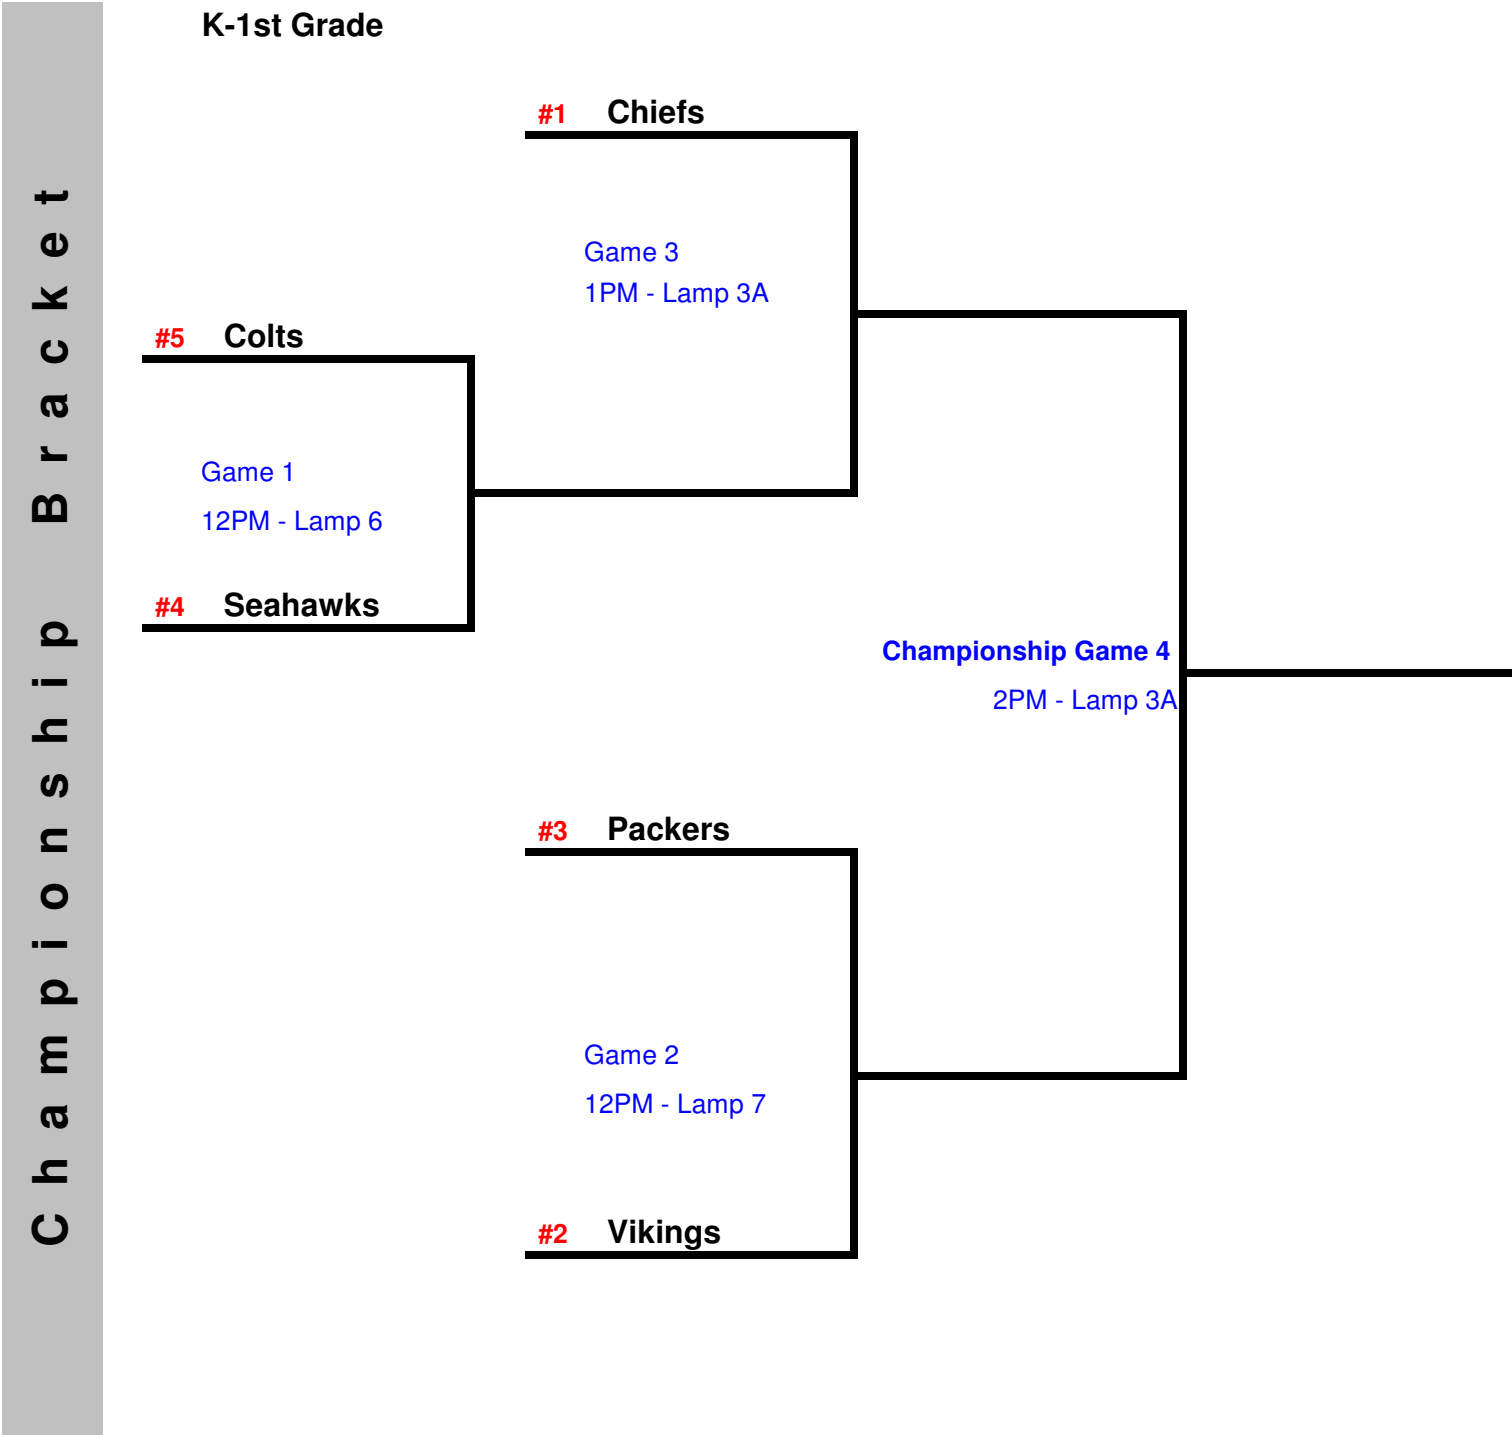 Championship Bracket
K-1st Grade
#1 Chiefs
Game 3
1PM - Lamp 3A
#5 Colts
Game 1
12PM - Lamp 6
#4 Seahawks
Championship Game 4
2PM - Lamp 3A
#3 Packers
Game 2
12PM - Lamp 7
#2 Vikings